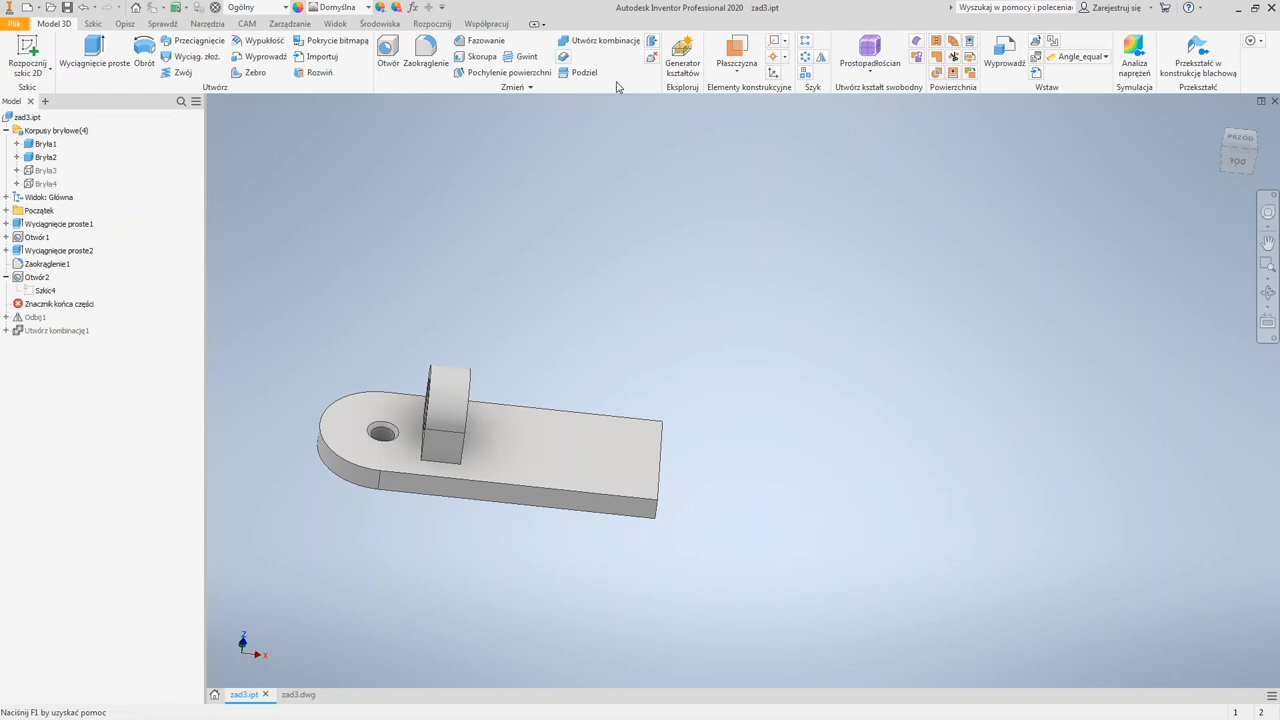 Ogólny Domyślna Autodesk Inventor Professional 2020 zad3.ipt Wyszukaj w pomocy i polecenia Zarejestruj się
Plik Model 3D Szkic Opisz Sprawdź Narzędzia CAM Zarządzanie Widok Środowiska Rozpocznij Współpracuj
Rozpocznij szkic 2D
Szkic
Wyciągnięcie proste
Obrót
Przeciągnięcie
Wyciąg. złoż.
Zwój
Wypukłość
Wyprowadź
Żebro
Pokrycie bitmapą
Importuj
Rozwiń
Utwórz
Otwór
Zaokrąglenie
Fazowanie
Skorupa
Gwint
Pochylenie powierzchni
Utwórz kombinację
Podziel
Zmień
Generator kształtów
Eksploruj
Płaszczyzna
Elementy konstrukcyjne
Szyk
Prostopadłościan
Utwórz kształt swobodny
Powierzchnia
Wyprowadź
Angle_equal
Wstaw
Analiza naprężeń
Symulacja
Przekształć w konstrukcję blachową
Przekształć
Model
zad3.ipt
Korpusy bryłowe(4)
Bryła1
Bryła2
Bryła3
Bryła4
Widok: Główna
Początek
Wyciągnięcie proste1
Otwór1
Wyciągnięcie proste2
Zaokrąglenie1
Otwór2
Szkic4
Znacznik końca części
Odbij1
Utwórz kombinację1
PRZÓD
DÓŁ
Z
X
zad3.ipt zad3.dwg
Naciśnij F1 by uzyskać pomoc
1 2